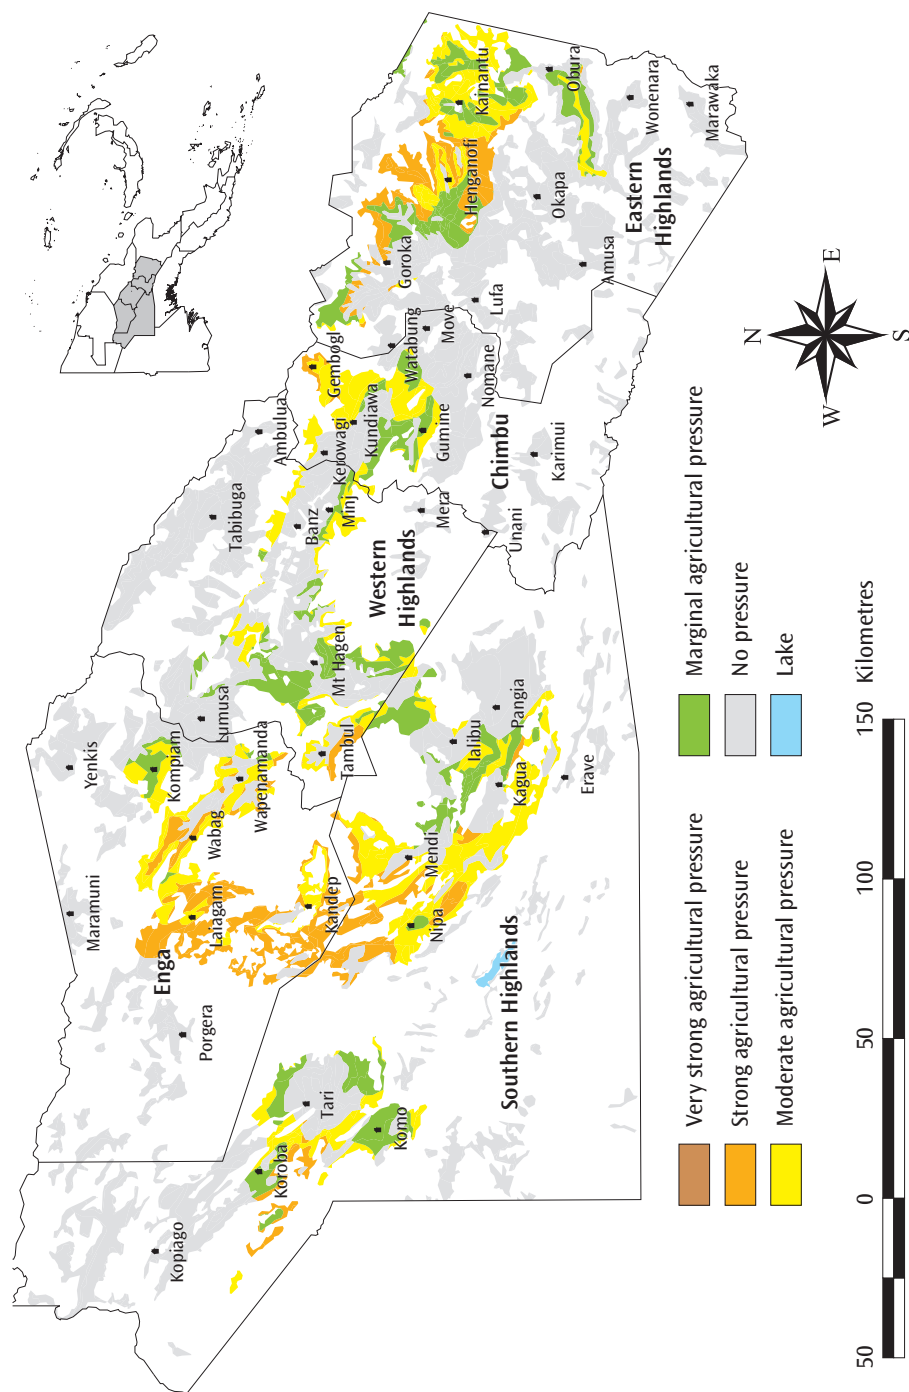 Kopiago
Koroba
Komo
Tari
Porgera
Enga
Maramuni
Laiagam
Kandep
Nipa
Southern Highlands
Wabag
Mendi
Yenkis
Kompiam
Wapenamanda
Lumusa
Tambul
Ialibu
Kagua
Pangia
Erave
Mt Hagen
Western
Highlands
Tabibuga
Banz
Minj
Ambulua
Kerowagi
Kundiawa
Gembogl
Mera
Unani
Gumine
Chimbu
Karimui
Nomane
Watabung
Move
Lufa
Goroka
Henganofi
Kainantu
Obura
Okapa
Amusa
Wonenara
Marawaka
Eastern
Highlands
N
W
E
S
Very strong agricultural pressure
Strong agricultural pressure
Moderate agricultural pressure
Marginal agricultural pressure
No pressure
Lake
50
0
50
100
150
Kilometres